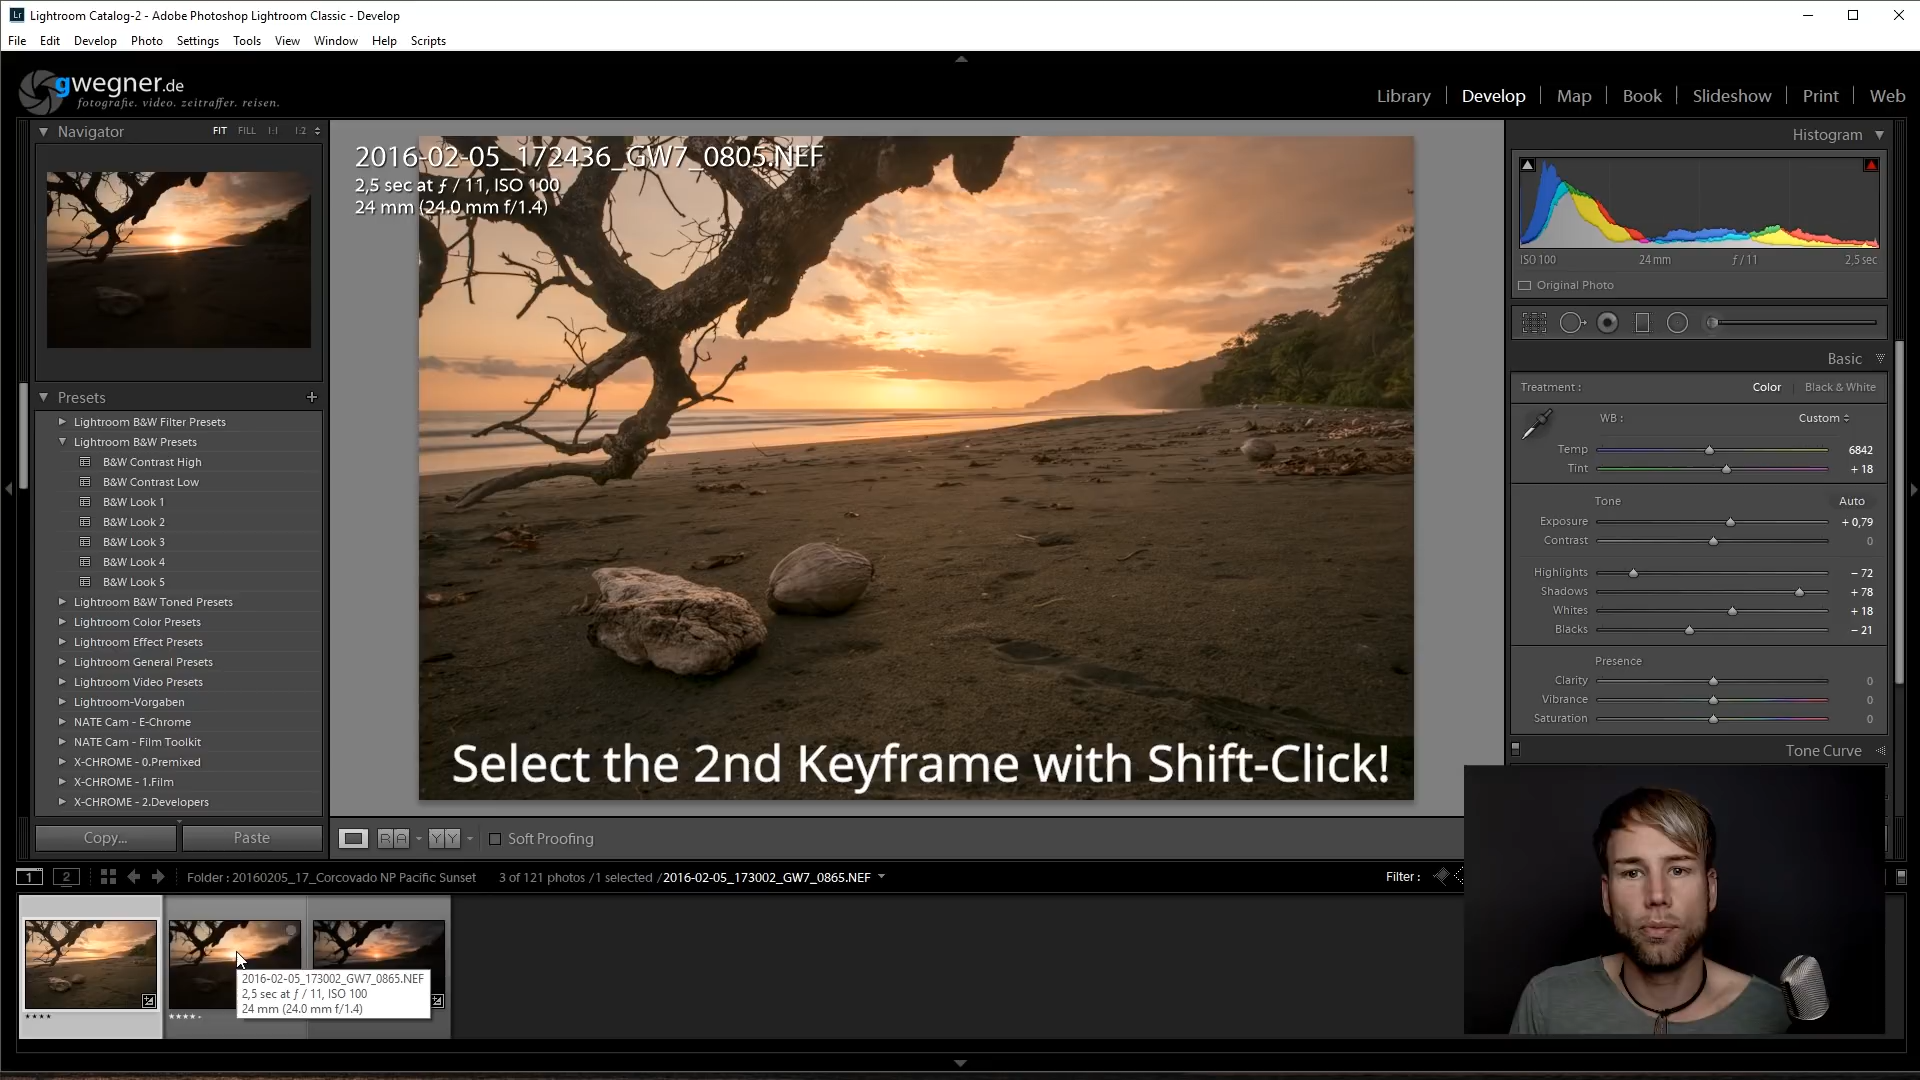 Lightroom Catalog-2 - Adobe Photoshop Lightroom Classic - Develop
File Edit Develop Photo Settings Tools View Window Help Scripts
gwegner.de
fotografie. video. zeitraffer. reisen.
Library Develop Map Book Slideshow Print Web
Navigator FIT FILL 1:1 1:2
Presets +
Lightroom B&W Filter Presets
Lightroom B&W Presets
B&W Contrast High
B&W Contrast Low
B&W Look 1
B&W Look 2
B&W Look 3
B&W Look 4
B&W Look 5
Lightroom B&W Toned Presets
Lightroom Color Presets
Lightroom Effect Presets
Lightroom General Presets
Lightroom Video Presets
Lightroom-Vorgaben
NATE Cam - E-Chrome
NATE Cam - Film Toolkit
X-CHROME - 0.Premixed
X-CHROME - 1.Film
X-CHROME - 2.Developers
Copy... Paste
2016-02-05_172436_GW7_0805.NEF
2,5 sec at ƒ / 11, ISO 100
24 mm (24.0 mm f/1.4)
Select the 2nd Keyframe with Shift-Click!
R A Y Y Soft Proofing
Histogram
ISO 100 24 mm ƒ / 11 2,5 sec
Original Photo
Basic
Treatment : Color Black & White
WB : Custom
Temp 6842
Tint + 18
Tone Auto
Exposure + 0,79
Contrast 0
Highlights − 72
Shadows + 78
Whites + 18
Blacks − 21
Presence
Clarity 0
Vibrance 0
Saturation 0
Tone Curve
1 2 Folder : 20160205_17_Corcovado NP Pacific Sunset 3 of 121 photos /1 selected /2016-02-05_173002_GW7_0865.NEF Filter :
2016-02-05_173002_GW7_0865.NEF
2,5 sec at ƒ / 11, ISO 100
24 mm (24.0 mm f/1.4)